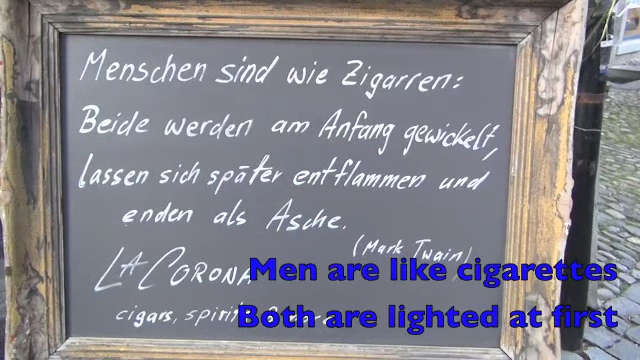 Menschen sind wie Zigarren:
Beide werden am Anfang gewickelt,
lassen sich später entflammen und
enden als Asche.
(Mark Twain)
LA CORONA
cigars, spirits
Men are like cigarettes
Both are lighted at first